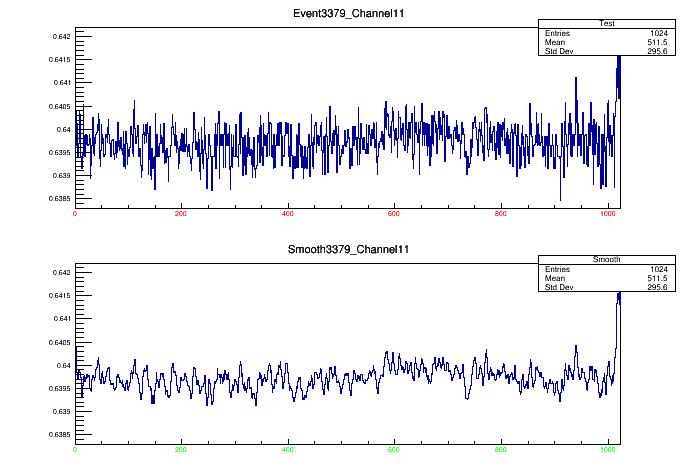 Event3379_Channel11
Test
Entries 1024
Mean 511.5
Std Dev 295.6
0.642
0.6415
0.641
0.6405
0.64
0.6395
0.639
0.6385
0 200 400 600 800 1000
Smooth3379_Channel11
Smooth
Entries 1024
Mean 511.5
Std Dev 295.6
0.642
0.6415
0.641
0.6405
0.64
0.6395
0.639
0.6385
0 200 400 600 800 1000